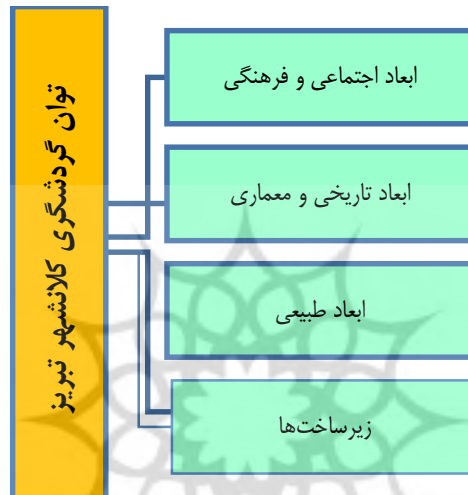 توان گردشگری کلانشهر تبریز
ابعاد اجتماعی و فرهنگی
ابعاد تاریخی و معماری
ابعاد طبیعی
زیرساخت‌ها